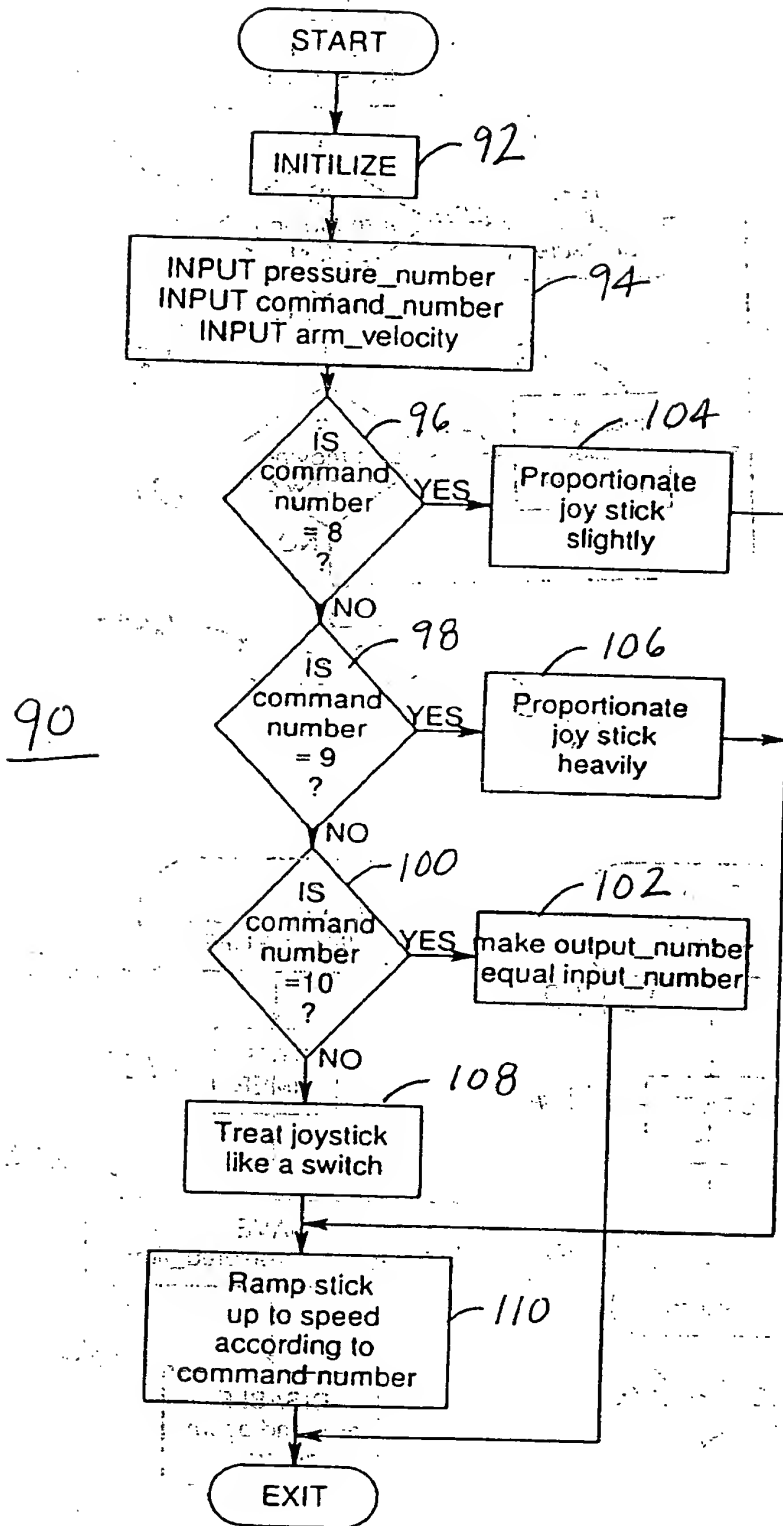 START
INITILIZE
92
INPUT pressure_number
INPUT command_number
INPUT arm_velocity
94
IS
command
number
= 8
?
96
YES
Proportionate
joy stick
slightly
104
NO
IS
command
number
= 9
?
98
YES
Proportionate
joy stick
heavily
106
90
NO
IS
command
number
=10
?
100
YES
make output_number
equal input_number
102
NO
Treat joystick
like a switch
108
Ramp stick
up to speed
according to
command number
110
EXIT